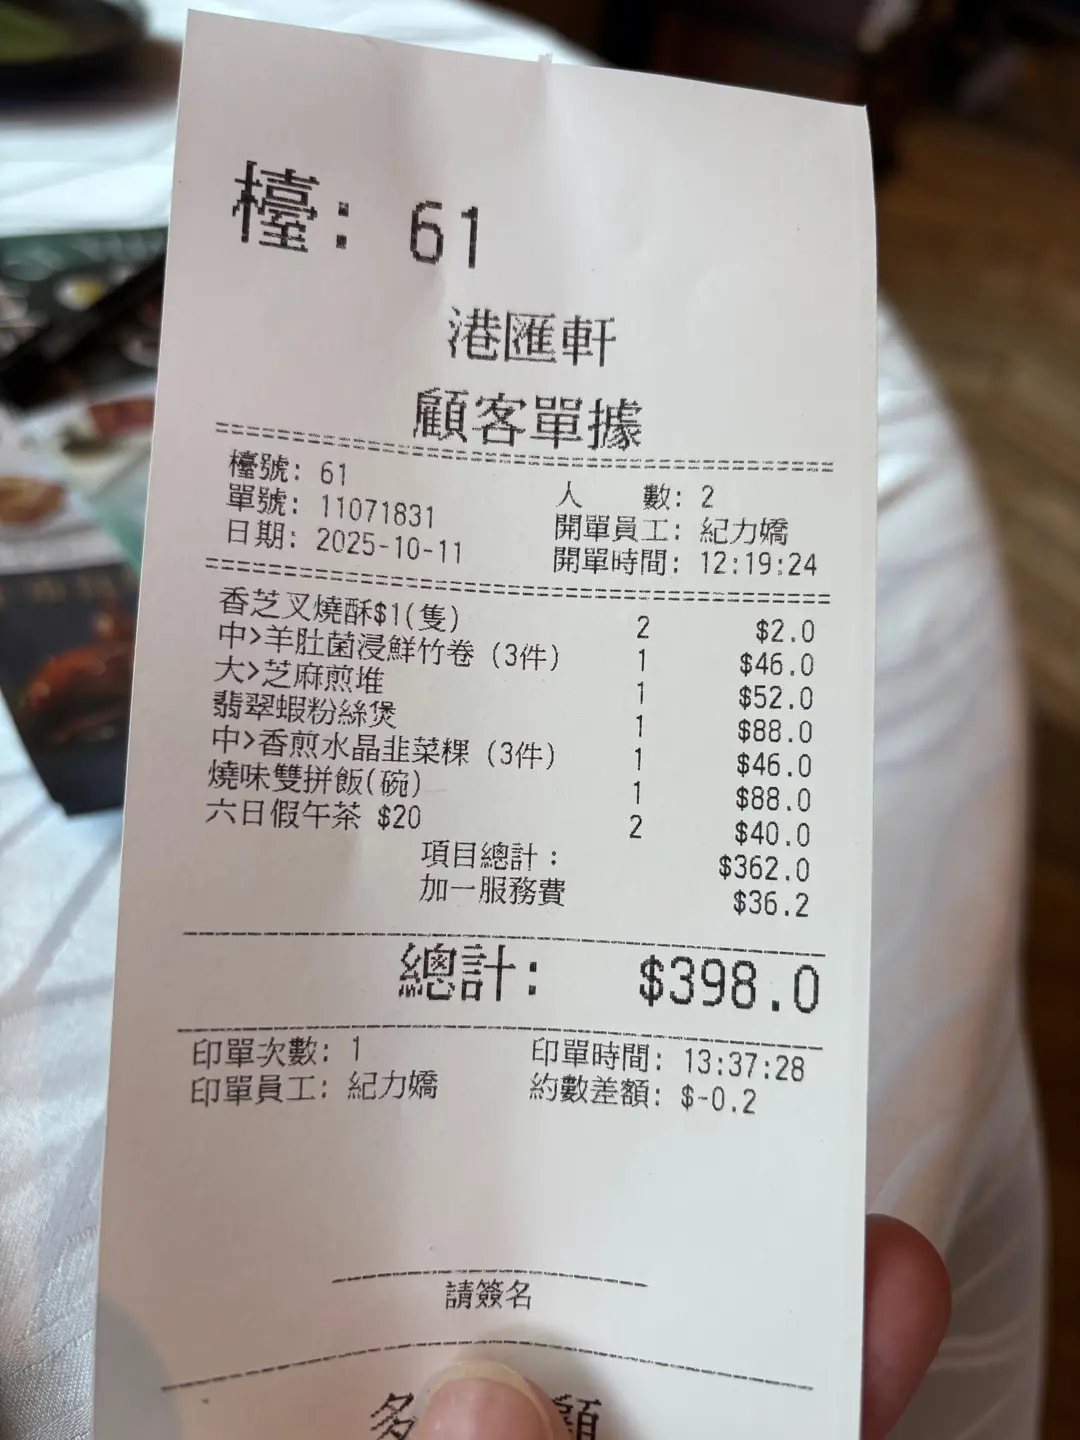 檯: 61
港匯軒
顧客單據
檯號: 61 人 數: 2
單號: 11071831 開單員工: 紀力嬌
日期: 2025-10-11 開單時間: 12:19:24
香芝叉燒酥$1(隻) 2 $2.0
中>羊肚菌浸鮮竹卷 (3件) 1 $46.0
大>芝麻煎堆 1 $52.0
翡翠蝦粉絲煲 1 $88.0
中>香煎水晶韭菜粿 (3件) 1 $46.0
燒味雙拼飯(碗) 1 $88.0
六日假午茶 $20 2 $40.0
項目總計: $362.0
加一服務費 $36.2
總計: $398.0
印單次數: 1 印單時間: 13:37:28
印單員工: 紀力嬌 約數差額: $-0.2
請簽名
多